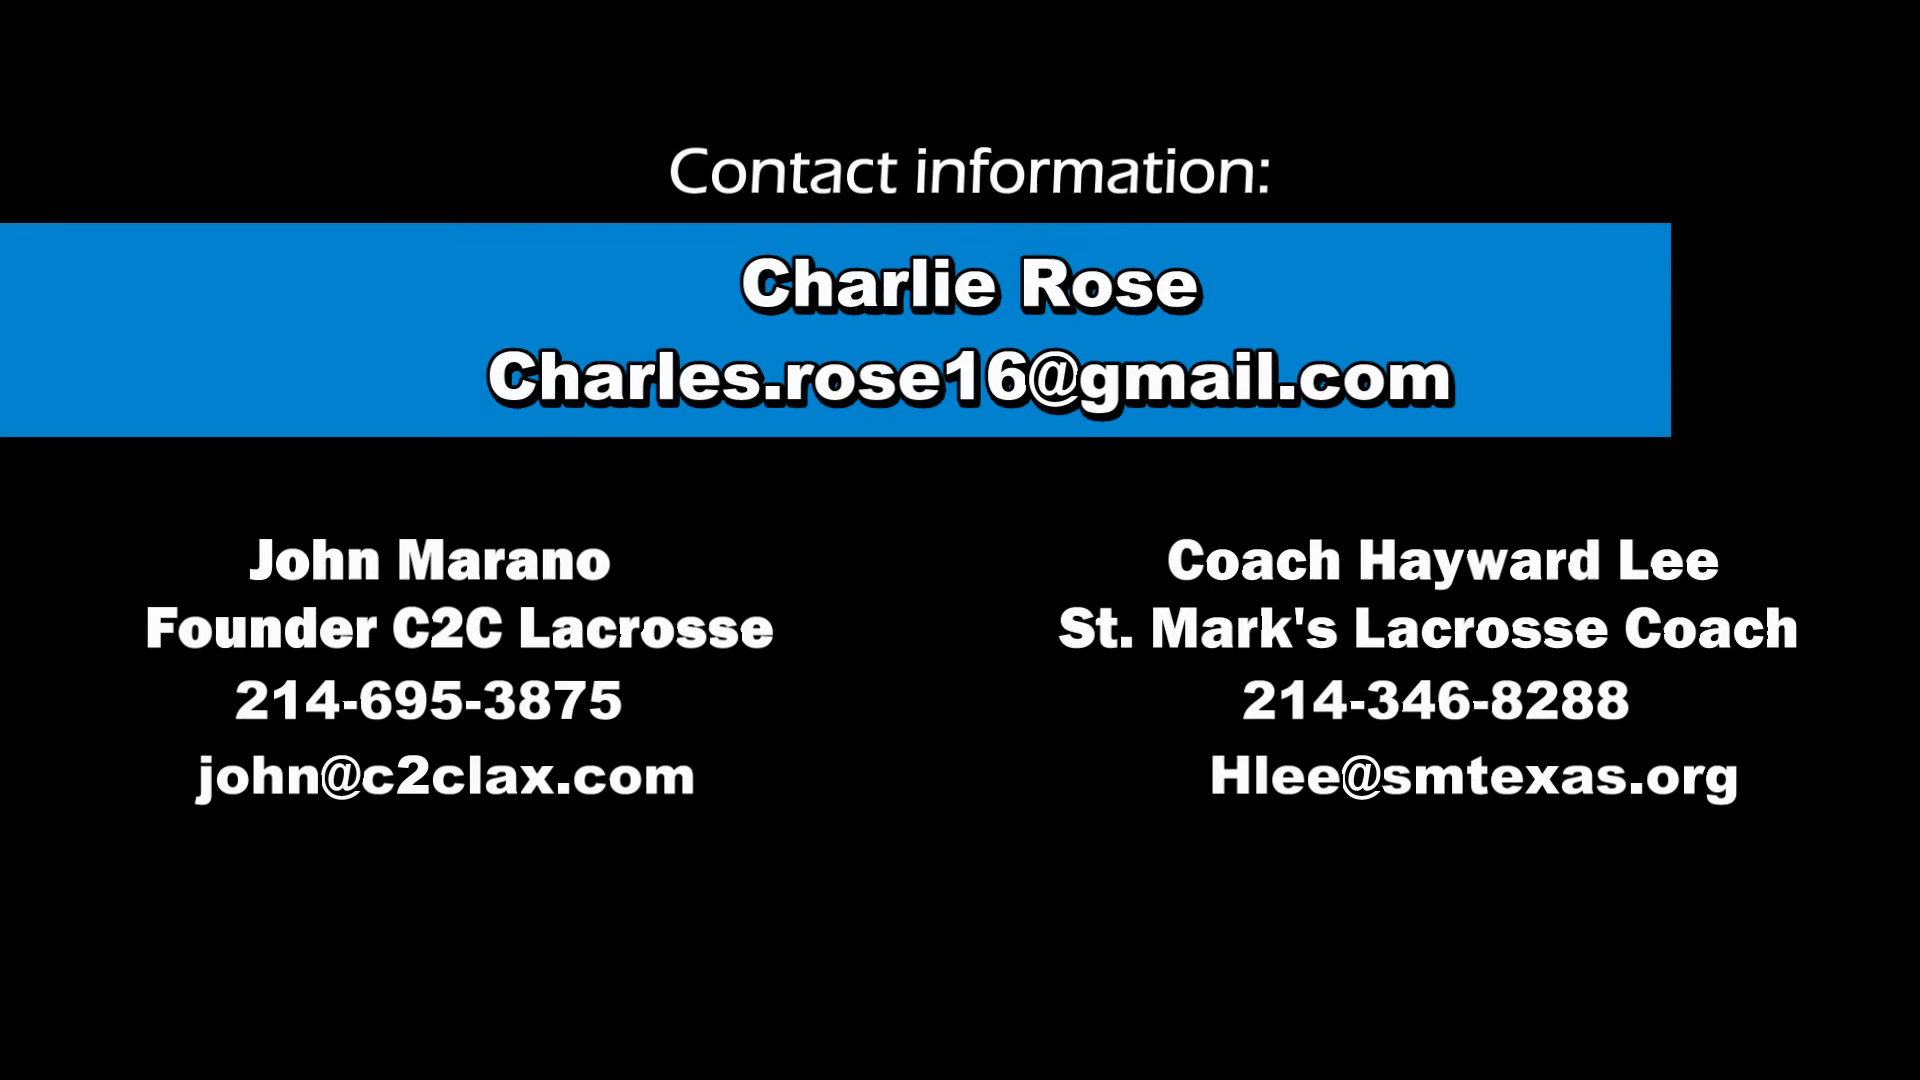 Contact information:
Charlie Rose
Charles.rose16@gmail.com
John Marano
Founder C2C Lacrosse
214-695-3875
john@c2clax.com
Coach Hayward Lee
St. Mark's Lacrosse Coach
214-346-8288
Hlee@smtexas.org